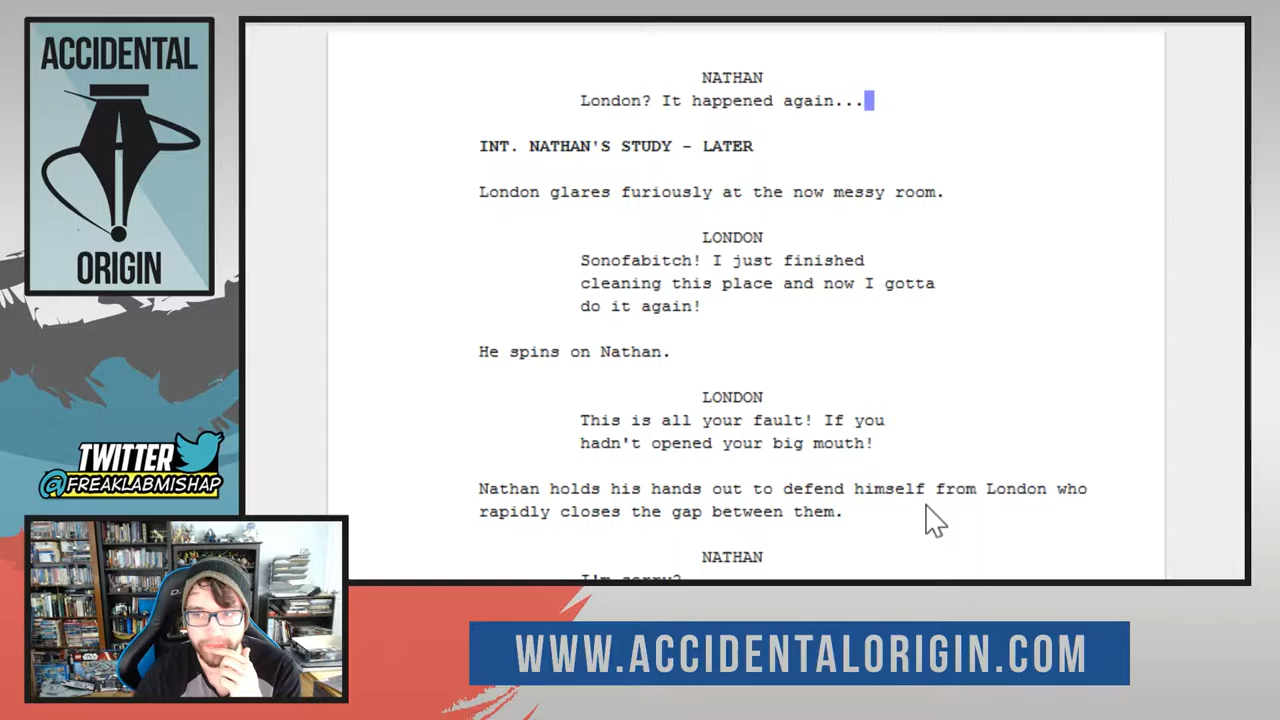 ACCIDENTAL
ORIGIN
TWITTER
@FREAKLABMISHAP
NATHAN
London? It happened again...
INT. NATHAN'S STUDY - LATER
London glares furiously at the now messy room.
LONDON
Sonofabitch! I just finished
cleaning this place and now I gotta
do it again!
He spins on Nathan.
LONDON
This is all your fault! If you
hadn't opened your big mouth!
Nathan holds his hands out to defend himself from London who
rapidly closes the gap between them.
NATHAN
I'm sorry?
WWW.ACCIDENTALORIGIN.COM